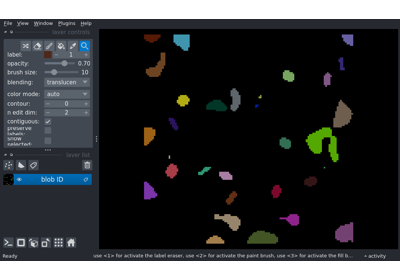 File View Window Plugins Help
layer controls
label: 1
opacity: 0.70
brush size: 10
blending: translucen
color mode: auto
contour: 0
n edit dim: 2
contiguous:
preserve labels:
show selected:
layer list
blob ID
Ready use <1> for activate the label eraser, use <2> for activate the paint brush, use <3> for activate the fill b... activity